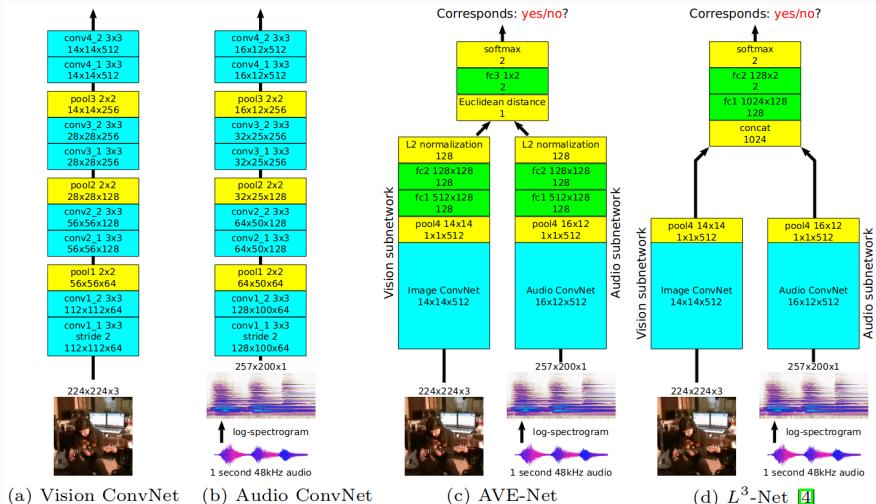 conv4_2 3x3
14x14x512
conv4_1 3x3
14x14x512
pool3 2x2
14x14x256
conv3_2 3x3
28x28x256
conv3_1 3x3
28x28x256
pool2 2x2
28x28x128
conv2_2 3x3
56x56x128
conv2_1 3x3
56x56x128
pool1 2x2
56x56x64
conv1_2 3x3
112x112x64
conv1_1 3x3
stride 2
112x112x64
224x224x3
(a) Vision ConvNet
conv4_2 3x3
16x12x512
conv4_1 3x3
16x12x512
pool3 2x2
16x12x256
conv3_2 3x3
32x25x256
conv3_1 3x3
32x25x256
pool2 2x2
32x25x128
conv2_2 3x3
64x50x128
conv2_1 3x3
64x50x128
pool1 2x2
64x50x64
conv1_2 3x3
128x100x64
conv1_1 3x3
stride 2
128x100x64
257x200x1
log-spectrogram
1 second 48kHz audio
(b) Audio ConvNet
Corresponds: yes/no?
softmax
2
fc3 1x2
2
Euclidean distance
1
L2 normalization
128
fc2 128x128
128
fc1 512x128
128
pool4 14x14
1x1x512
Image ConvNet
14x14x512
Vision subnetwork
224x224x3
L2 normalization
128
fc2 128x128
128
fc1 512x128
128
pool4 16x12
1x1x512
Audio ConvNet
16x12x512
Audio subnetwork
257x200x1
log-spectrogram
1 second 48kHz audio
(c) AVE-Net
Corresponds: yes/no?
softmax
2
fc2 128x2
2
fc1 1024x128
128
concat
1024
pool4 14x14
1x1x512
Image ConvNet
14x14x512
Vision subnetwork
224x224x3
pool4 16x12
1x1x512
Audio ConvNet
16x12x512
Audio subnetwork
257x200x1
log-spectrogram
1 second 48kHz audio
(d) L³-Net [4]